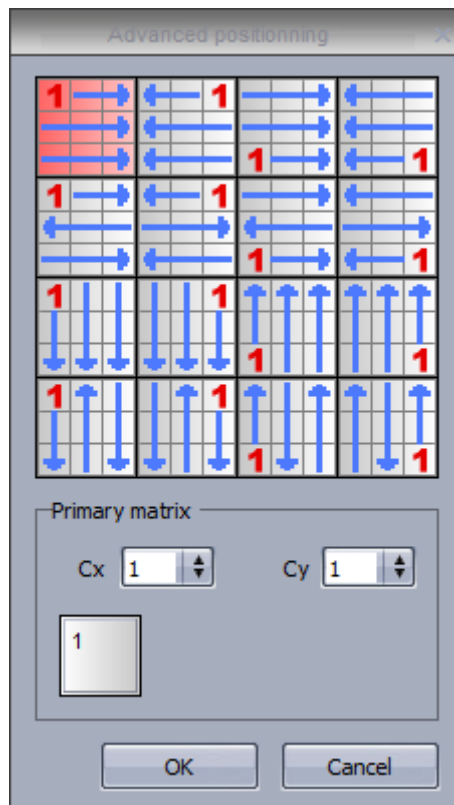 Advanced positionning
1 1 1 1
1 1 1 1
1 1 1 1
1 1 1 1
Primary matrix
Cx 1 Cy 1
1
OK Cancel